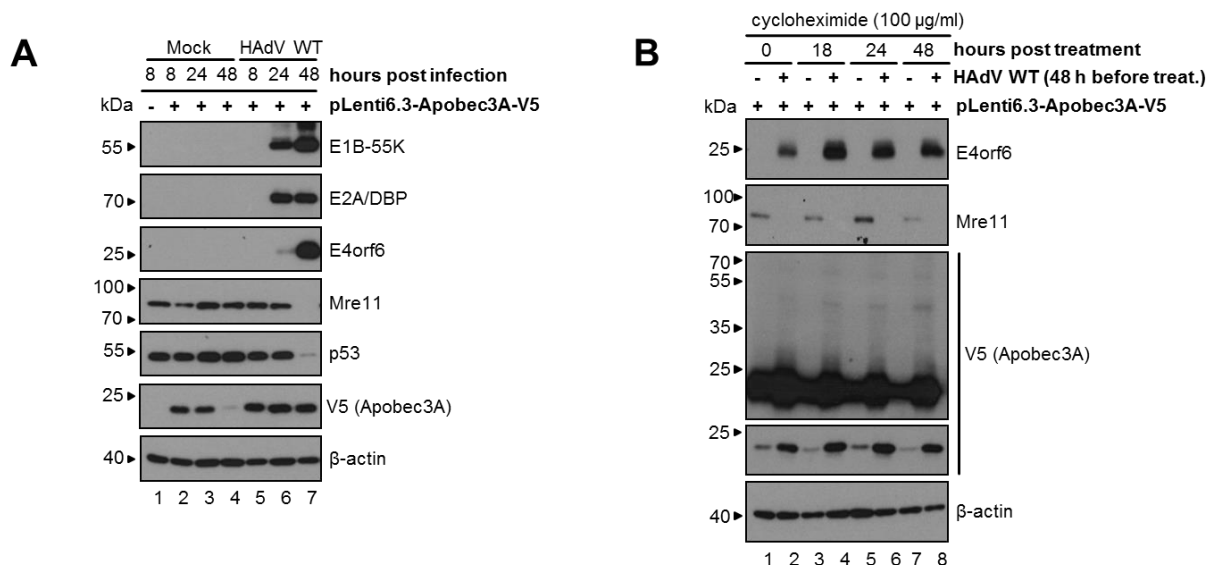 A
Mock HAdV WT
8 8 24 48 8 24 48 hours post infection
kDa - + + + + + + pLenti6.3-Apobec3A-V5
55 E1B-55K
70 E2A/DBP
25 E4orf6
100
70 Mre11
55 p53
25 V5 (Apobec3A)
40 β-actin
1 2 3 4 5 6 7
B
cycloheximide (100 µg/ml)
0 18 24 48 hours post treatment
- + - + - + - + HAdV WT (48 h before treat.)
kDa + + + + + + + + pLenti6.3-Apobec3A-V5
25 E4orf6
100
70 Mre11
70
55
35
25 V5 (Apobec3A)
25
40 β-actin
1 2 3 4 5 6 7 8